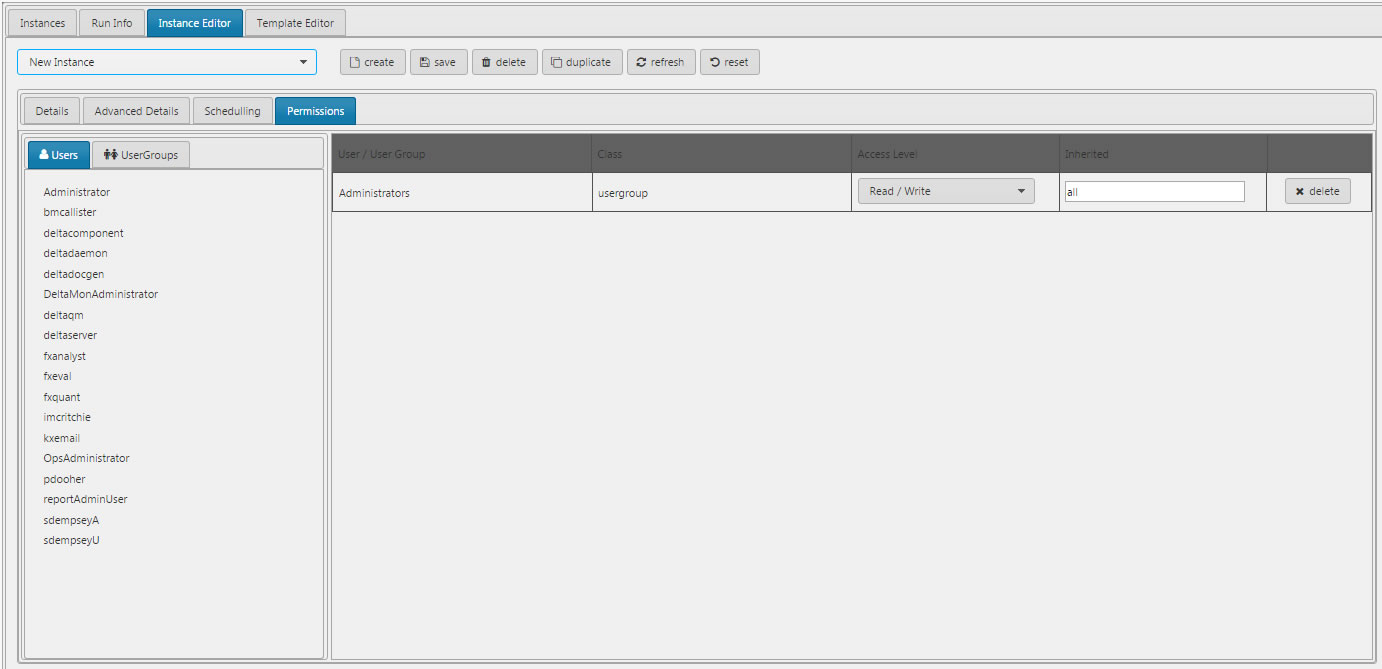 Instances Run Info Instance Editor Template Editor
New Instance create save delete duplicate refresh reset
Details Advanced Details Schedulling Permissions
Users UserGroups
User / User Group Class Access Level Inherited
Administrators usergroup Read / Write all delete
Administrator
bmcallister
deltacomponent
deltadaemon
deltadocgen
DeltaMonAdministrator
deltaqm
deltaserver
fxanalyst
fxeval
fxquant
imcritchie
kxemail
OpsAdministrator
pdooher
reportAdminUser
sdempseyA
sdempseyU